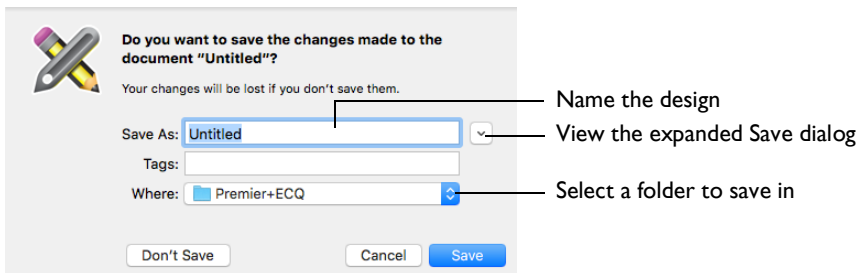 Do you want to save the changes made to the
document “Untitled”?
Your changes will be lost if you don’t save them.
Name the design
Save As: Untitled
View the expanded Save dialog
Tags:
Where: Premier+ECQ
Select a folder to save in
Don’t Save Cancel Save